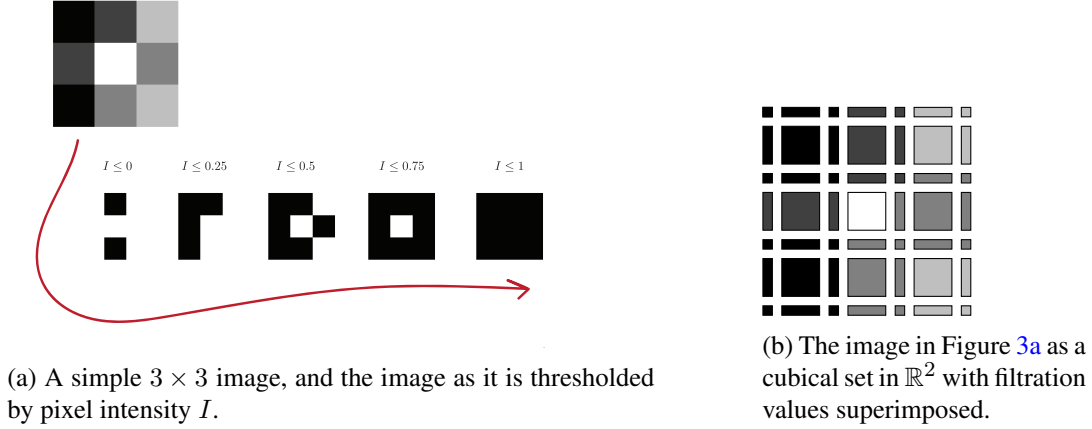 I ≤ 0
I ≤ 0.25
I ≤ 0.5
I ≤ 0.75
I ≤ 1
(a) A simple 3 × 3 image, and the image as it is thresholded
by pixel intensity I.
(b) The image in Figure 3a as a
cubical set in ℝ² with filtration
values superimposed.